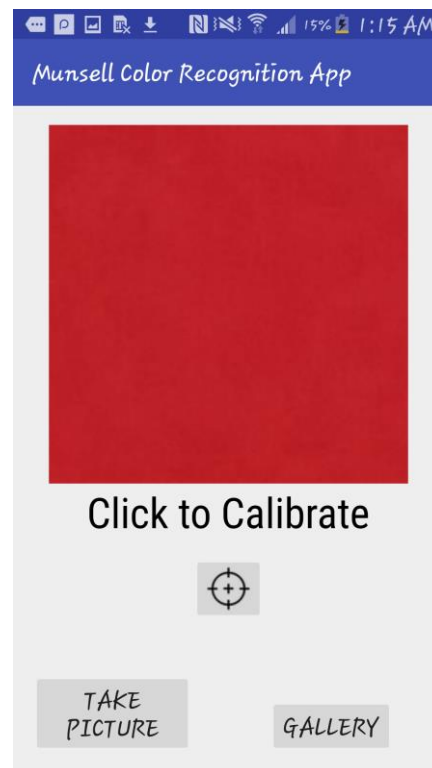 15% 1:15 AM
Munsell Color Recognition App
Click to Calibrate
TAKE
PICTURE
GALLERY